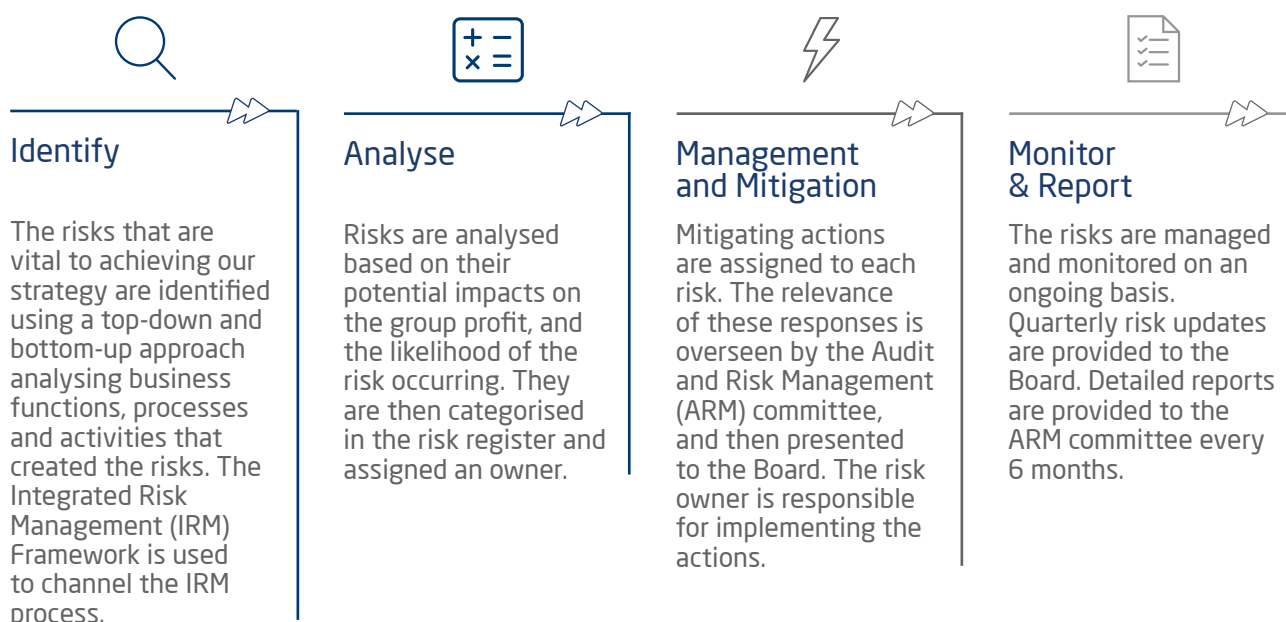 Identify
The risks that are
vital to achieving our
strategy are identified
using a top-down and
bottom-up approach
analysing business
functions, processes
and activities that
created the risks. The
Integrated Risk
Management (IRM)
Framework is used
to channel the IRM
process.
Analyse
Risks are analysed
based on their
potential impacts on
the group profit, and
the likelihood of the
risk occurring. They
are then categorised
in the risk register and
assigned an owner.
Management
and Mitigation
Mitigating actions
are assigned to each
risk. The relevance
of these responses is
overseen by the Audit
and Risk Management
(ARM) committee,
and then presented
to the Board. The risk
owner is responsible
for implementing the
actions.
Monitor
& Report
The risks are managed
and monitored on an
ongoing basis.
Quarterly risk updates
are provided to the
Board. Detailed reports
are provided to the
ARM committee every
6 months.